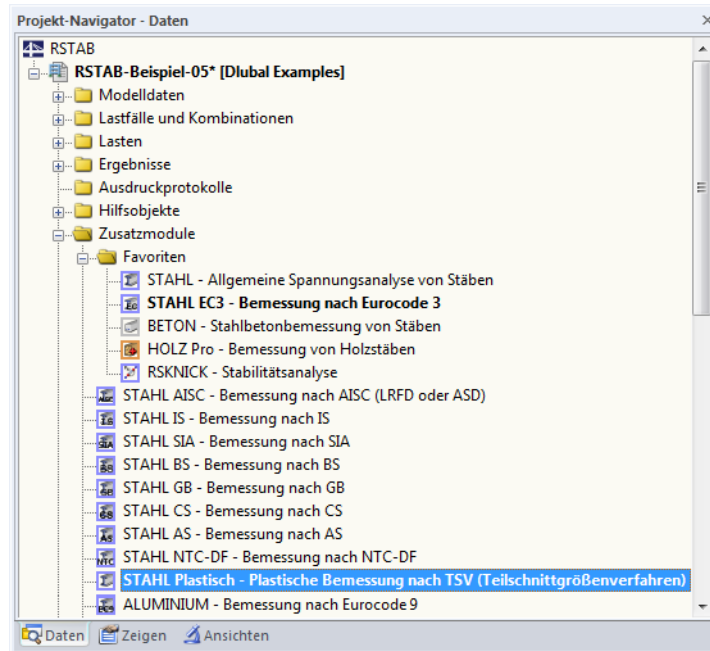 Projekt-Navigator - Daten
RSTAB
RSTAB-Beispiel-05* [Dlubal Examples]
Modelldaten
Lastfälle und Kombinationen
Lasten
Ergebnisse
Ausdruckprotokolle
Hilfsobjekte
Zusatzmodule
Favoriten
STAHL - Allgemeine Spannungsanalyse von Stäben
STAHL EC3 - Bemessung nach Eurocode 3
BETON - Stahlbetonbemessung von Stäben
HOLZ Pro - Bemessung von Holzstäben
RSKNICK - Stabilitätsanalyse
STAHL AISC - Bemessung nach AISC (LRFD oder ASD)
STAHL IS - Bemessung nach IS
STAHL SIA - Bemessung nach SIA
STAHL BS - Bemessung nach BS
STAHL GB - Bemessung nach GB
STAHL CS - Bemessung nach CS
STAHL AS - Bemessung nach AS
STAHL NTC-DF - Bemessung nach NTC-DF
STAHL Plastisch - Plastische Bemessung nach TSV (Teilschnittgrößenverfahren)
ALUMINIUM - Bemessung nach Eurocode 9
Daten Zeigen Ansichten